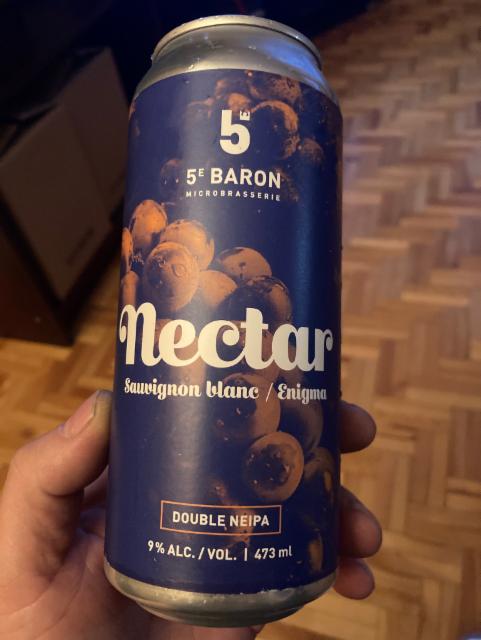 5E
5E BARON
MICROBRASSERIE
Nectar
Sauvignon blanc / Enigma
DOUBLE NEIPA
9% ALC. / VOL. | 473 ml